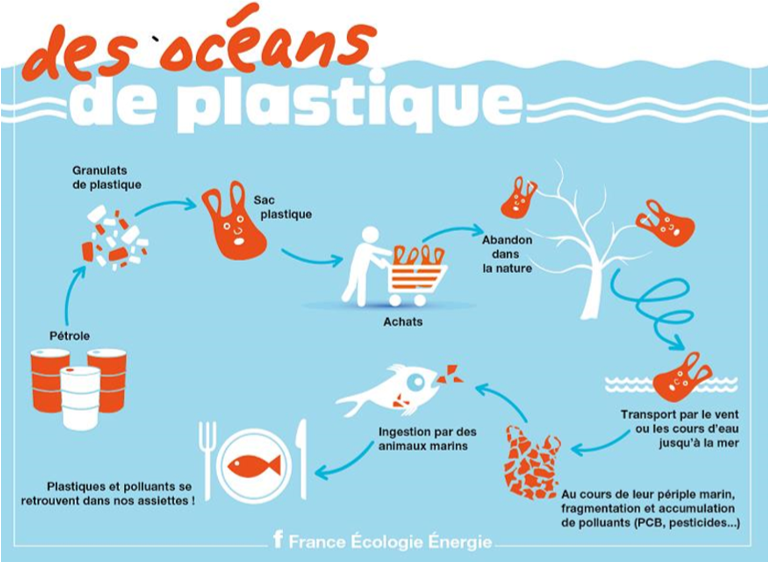 des océans
de plastique
Granulats
de plastique
Sac
plastique
Abandon
dans
la nature
Achats
Pétrole
Transport par le vent
ou les cours d'eau
jusqu'à la mer
Ingestion par des
animaux marins
Au cours de leur périple marin,
fragmentation et accumulation
de polluants (PCB, pesticides...)
Plastiques et polluants se
retrouvent dans nos assiettes !
f France Écologie Énergie